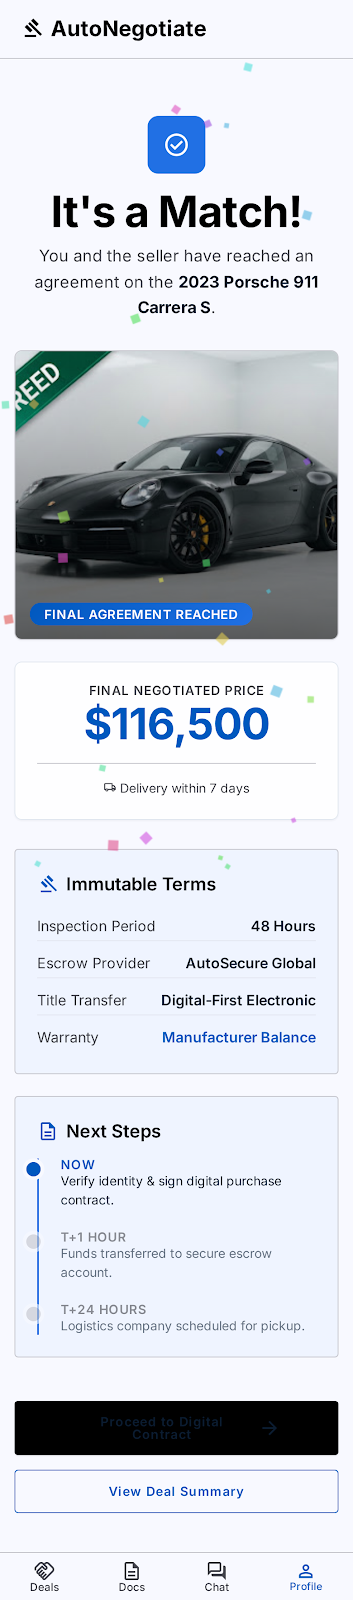 AutoNegotiate
It's a Match!
You and the seller have reached an
agreement on the 2023 Porsche 911
Carrera S.
REED
FINAL AGREEMENT REACHED
FINAL NEGOTIATED PRICE
$116,500
Delivery within 7 days
Immutable Terms
Inspection Period 48 Hours
Escrow Provider AutoSecure Global
Title Transfer Digital-First Electronic
Warranty Manufacturer Balance
Next Steps
NOW
Verify identity & sign digital purchase
contract.
T+1 HOUR
Funds transferred to secure escrow
account.
T+24 HOURS
Logistics company scheduled for pickup.
Proceed to Digital
Contract
View Deal Summary
Deals Docs Chat Profile